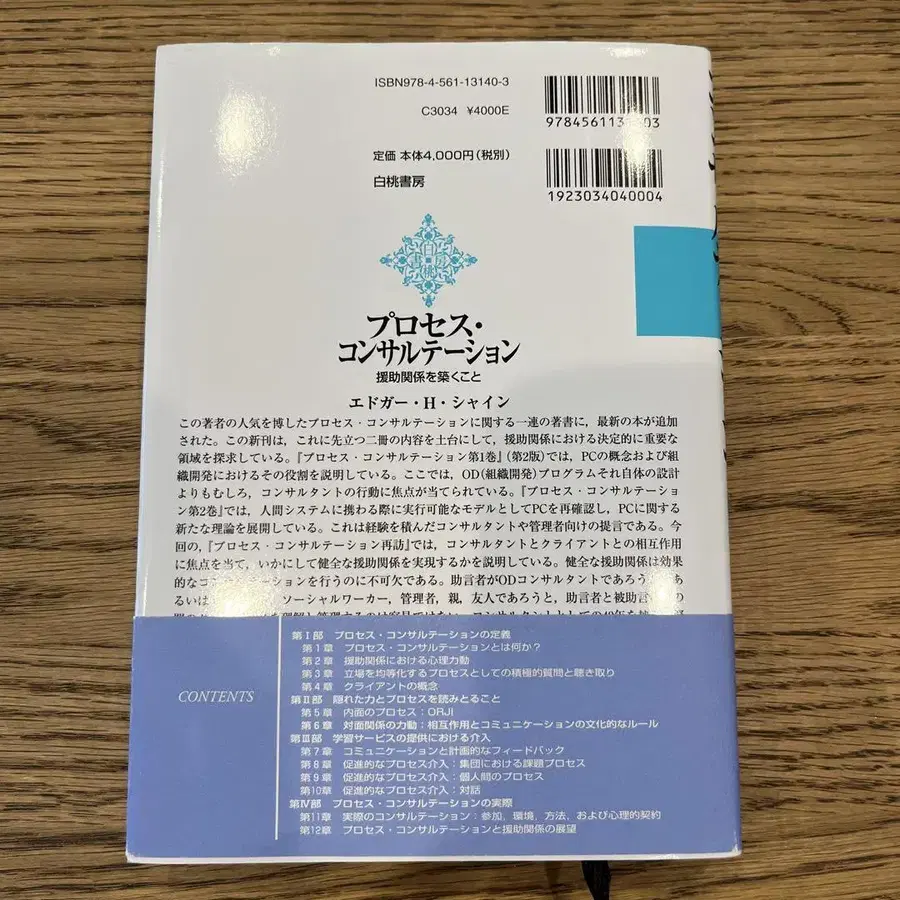 ISBN978-4-561-13140-3
C3034 ¥4000E
定価 本体4,000円(税別)
白桃書房
1923034040004
白桃書房
プロセス・
コンサルテーション
援助関係を築くこと
エドガー・H・シャイン
この著者の人気を博したプロセス・コンサルテーションに関する一連の著書に，最新の本が追加
された。この新刊は，これに先立つ二冊の内容を土台にして，援助関係における決定的に重要な
領域を探求している。『プロセス・コンサルテーション第1巻』(第2版)では，PCの概念および組
織開発におけるその役割を説明している。ここでは，OD(組織開発)プログラムそれ自体の設計
よりもむしろ，コンサルタントの行動に焦点が当てられている。『プロセス・コンサルテーショ
ン第2巻』では，人間システムに携わる際に実行可能なモデルとしてPCを再確認し，PCに関する
新たな理論を展開している。これは経験を積んだコンサルタントや管理者向けの提言である。今
回の，『プロセス・コンサルテーション再訪』では，コンサルタントとクライアントとの相互作用
に焦点を当て，いかにして健全な援助関係を実現するかを説明している。健全な援助関係は効果
的なコ テーションを行うのに不可欠である。助言者がODコンサルタントであろう あ
るいは ソーシャルワーカー，管理者，親，友人であろうと，助言者と被助言 の
CONTENTS
第Ⅰ部 プロセス・コンサルテーションの定義
第1章 プロセス・コンサルテーションとは何か？
第2章 援助関係における心理力動
第3章 立場を均等化するプロセスとしての積極的質問と聴き取り
第4章 クライアントの概念
第Ⅱ部 隠れた力とプロセスを読みとること
第5章 内面のプロセス：ORJI
第6章 対面関係の力動：相互作用とコミュニケーションの文化的なルール
第Ⅲ部 学習サービスの提供における介入
第7章 コミュニケーションと計画的なフィードバック
第8章 促進的なプロセス介入：集団における課題プロセス
第9章 促進的なプロセス介入：個人間のプロセス
第10章 促進的なプロセス介入：対話
第Ⅳ部 プロセス・コンサルテーションの実際
第11章 実際のコンサルテーション：参加，環境，方法，および心理的契約
第12章 プロセス・コンサルテーションと援助関係の展望